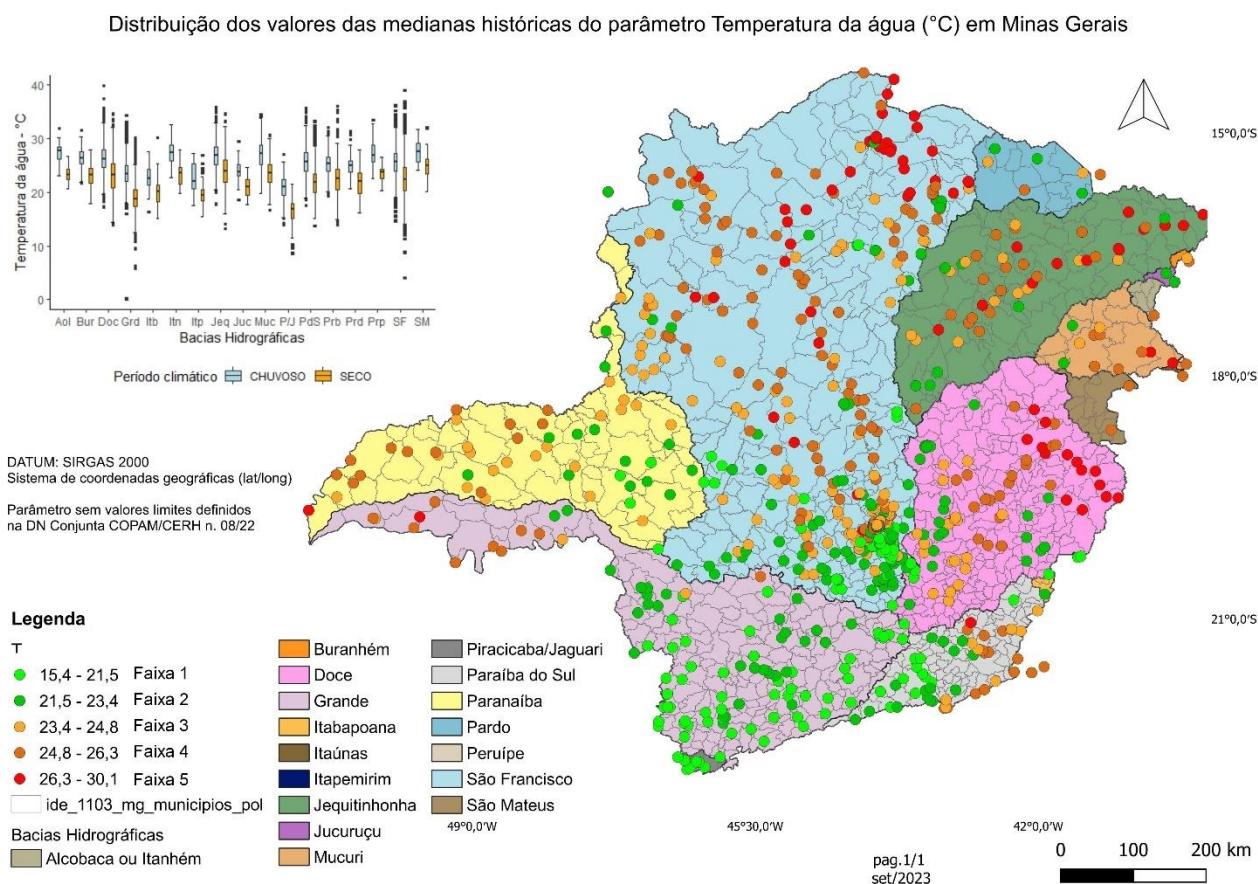 Distribuição dos valores das medianas históricas do parâmetro Temperatura da água (°C) em Minas Gerais
Temperatura da água - °C
40
30
20
10
0
Aol Bur Doc Grd Itb Itn Itp Jeq Juc Muc P/J PdS Prb Prd Prp SF SM
Bacias Hidrográficas
Período climático CHUVOSO SECO
15°0,0'S
18°0,0'S
21°0,0'S
DATUM: SIRGAS 2000
Sistema de coordenadas geográficas (lat/long)
Parâmetro sem valores limites definidos
na DN Conjunta COPAM/CERH n. 08/22
Legenda
T
15,4 - 21,5 Faixa 1
21,5 - 23,4 Faixa 2
23,4 - 24,8 Faixa 3
24,8 - 26,3 Faixa 4
26,3 - 30,1 Faixa 5
ide_1103_mg_municipios_pol
Bacias Hidrográficas
Alcobaca ou Itanhém
Buranhém
Doce
Grande
Itabapoana
Itaúnas
Itapemirim
Jequitinhonha
Jucuruçu
Mucuri
Piracicaba/Jaguari
Paraíba do Sul
Paranaíba
Pardo
Peruípe
São Francisco
São Mateus
49°0,0'W
45°30,0'W
42°0,0'W
pag.1/1
set/2023
0 100 200 km